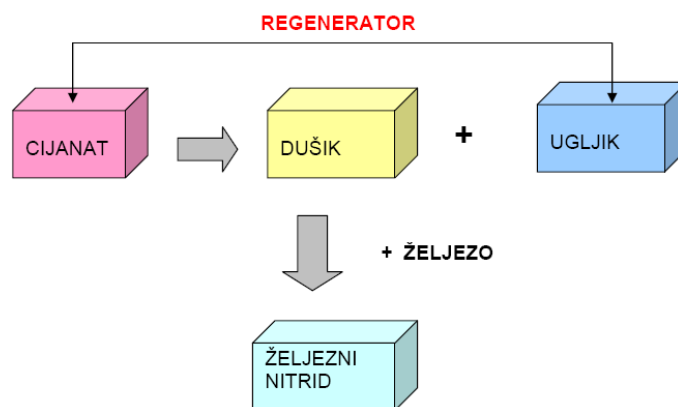 REGENERATOR
CIJANAT
DUŠIK
+
UGLJIK
+ ŽELJEZO
ŽELJEZNI
NITRID